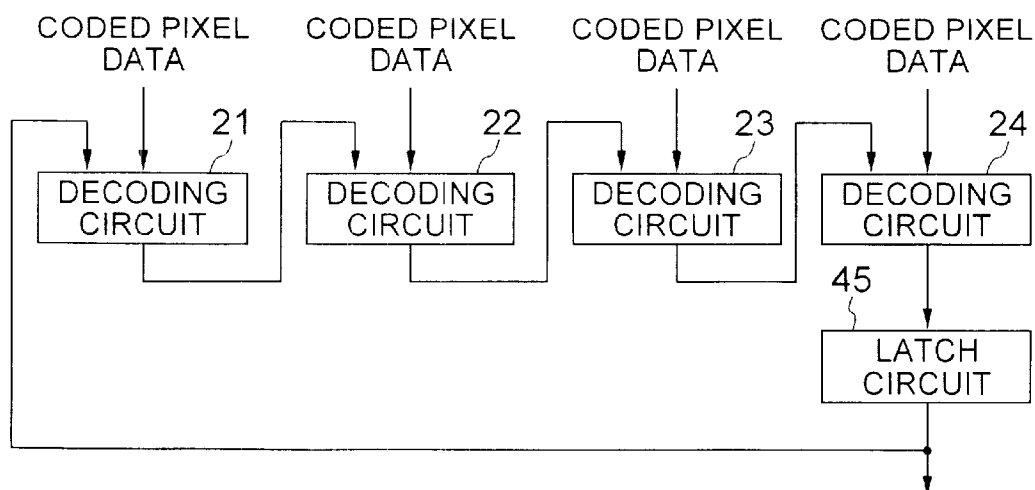 CODED PIXEL
DATA
CODED PIXEL
DATA
CODED PIXEL
DATA
CODED PIXEL
DATA
21
22
23
24
DECODING
CIRCUIT
DECODING
CIRCUIT
DECODING
CIRCUIT
DECODING
CIRCUIT
45
LATCH
CIRCUIT